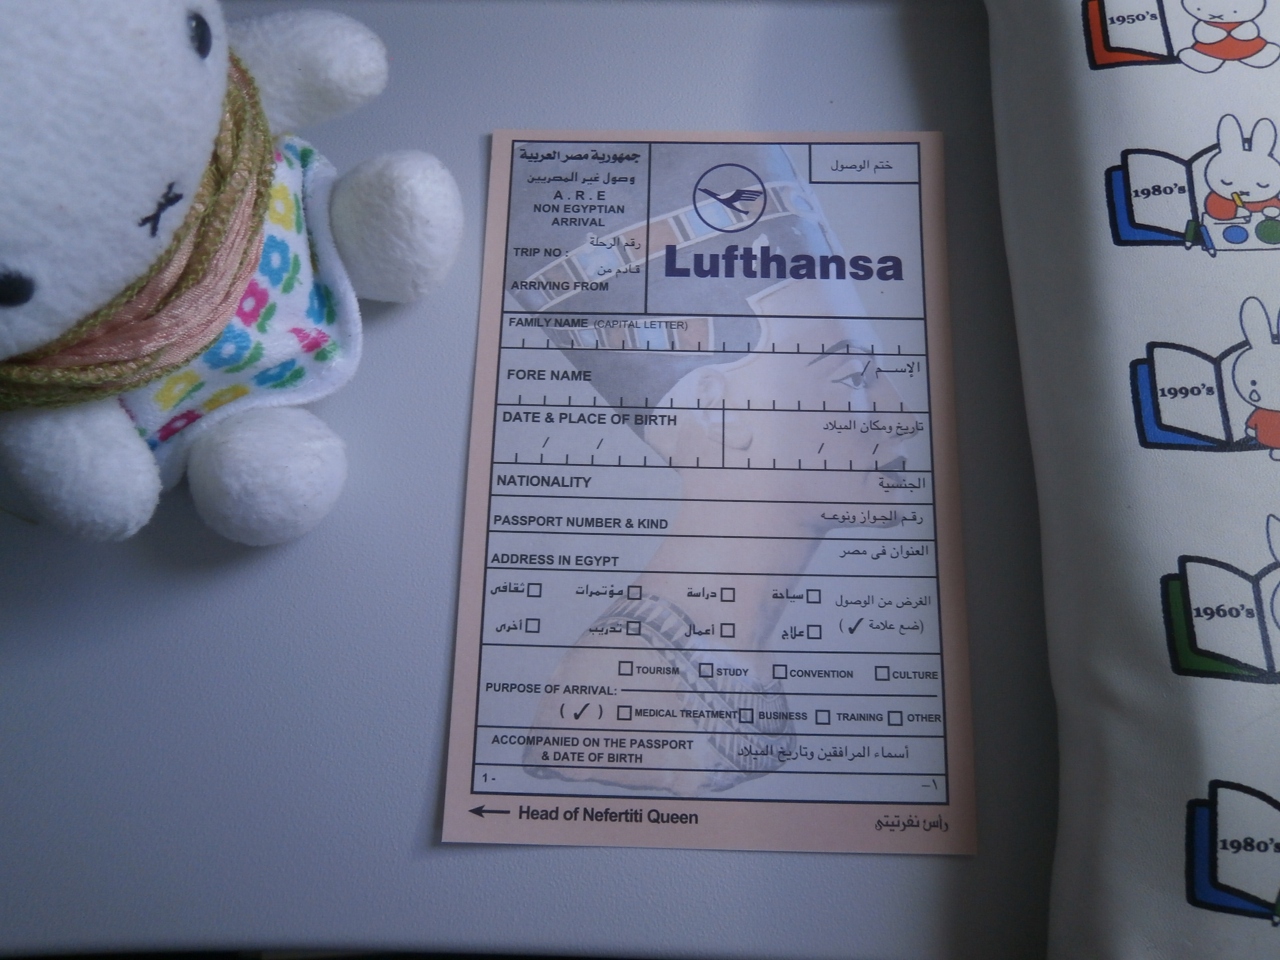 جمهورية مصر العربية
وصول غير المصريين
A . R . E
NON EGYPTIAN
ARRIVAL
رقم الرحلة
TRIP NO :
قادم من
ARRIVING FROM
Lufthansa
ختم الوصول
FAMILY NAME (CAPITAL LETTER)
FORE NAME
الإســم /
DATE & PLACE OF BIRTH
تاريخ ومكان الميلاد
/ /
/ /
NATIONALITY
الجنسية
PASSPORT NUMBER & KIND
رقم الجواز ونوعه
ADDRESS IN EGYPT
العنوان فى مصر
الغرض من الوصول
سياحة
دراسة
مؤتمرات
ثقافى
(ضع علامة ✓)
علاج
أعمال
تدريب
أخرى
TOURISM
STUDY
CONVENTION
CULTURE
PURPOSE OF ARRIVAL:
( ✓ )
MEDICAL TREATMENT
BUSINESS
TRAINING
OTHER
ACCOMPANIED ON THE PASSPORT
& DATE OF BIRTH
أسماء المرافقين وتاريخ الميلاد
1 -
١–
← Head of Nefertiti Queen
رأس نفرتيتى
1950's
1980's
1990's
1960's
1980's